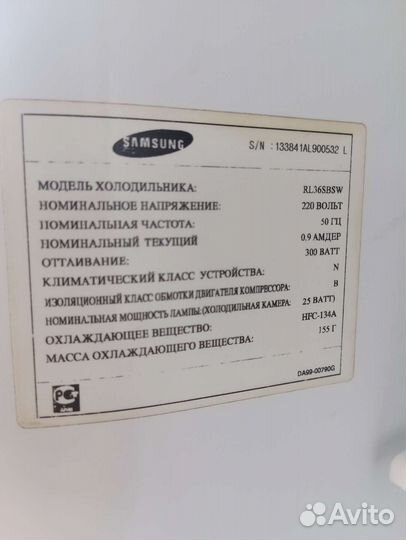 SAMSUNG
S/N : 133841AL900532 L
МОДЕЛЬ ХОЛОДИЛЬНИКА: RL36SBSW
НОМИНАЛЬНОЕ НАПРЯЖЕНИЕ: 220 ВОЛЬТ
НОМИНАЛЬНАЯ ЧАСТОТА: 50 ГЦ
НОМИНАЛЬНЫЙ ТЕКУЩИЙ 0.9 АМДЕР
ОТТАИВАНИЕ: 300 ВАТТ
КЛИМАТИЧЕСКИЙ КЛАСС УСТРОЙСТВА: N
ИЗОЛЯЦИОННЫЙ КЛАСС ОБМОТКИ ДВИГАТЕЛЯ КОМПРЕССОРА: B
НОМИНАЛЬНАЯ МОЩНОСТЬ ЛАМПЫ: (ХОЛОДИЛЬНАЯ КАМЕРА: 25 ВАТТ)
ОХЛАЖДАЮЩЕЕ ВЕЩЕСТВО: HFC-134A
МАССА ОХЛАЖДАЮЩЕГО ВЕЩЕСТВА: 155 Г
DA99-00790G
РС
Avito